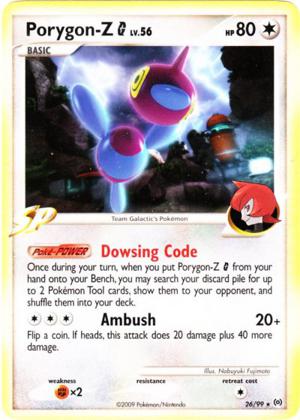 Porygon-Z G LV.56 HP 80
BASIC
Team Galactic's Pokémon
SP
Poké-POWER Dowsing Code
Once during your turn, when you put Porygon-Z G from your
hand onto your Bench, you may search your discard pile for up
to 2 Pokémon Tool cards, show them to your opponent, and
shuffle them into your deck.
Ambush 20+
Flip a coin. If heads, this attack does 20 damage plus 40 more
damage.
Illus. Nobuyuki Fujimoto
weakness resistance retreat cost
×2
©2009 Pokémon/Nintendo 26/99 ★